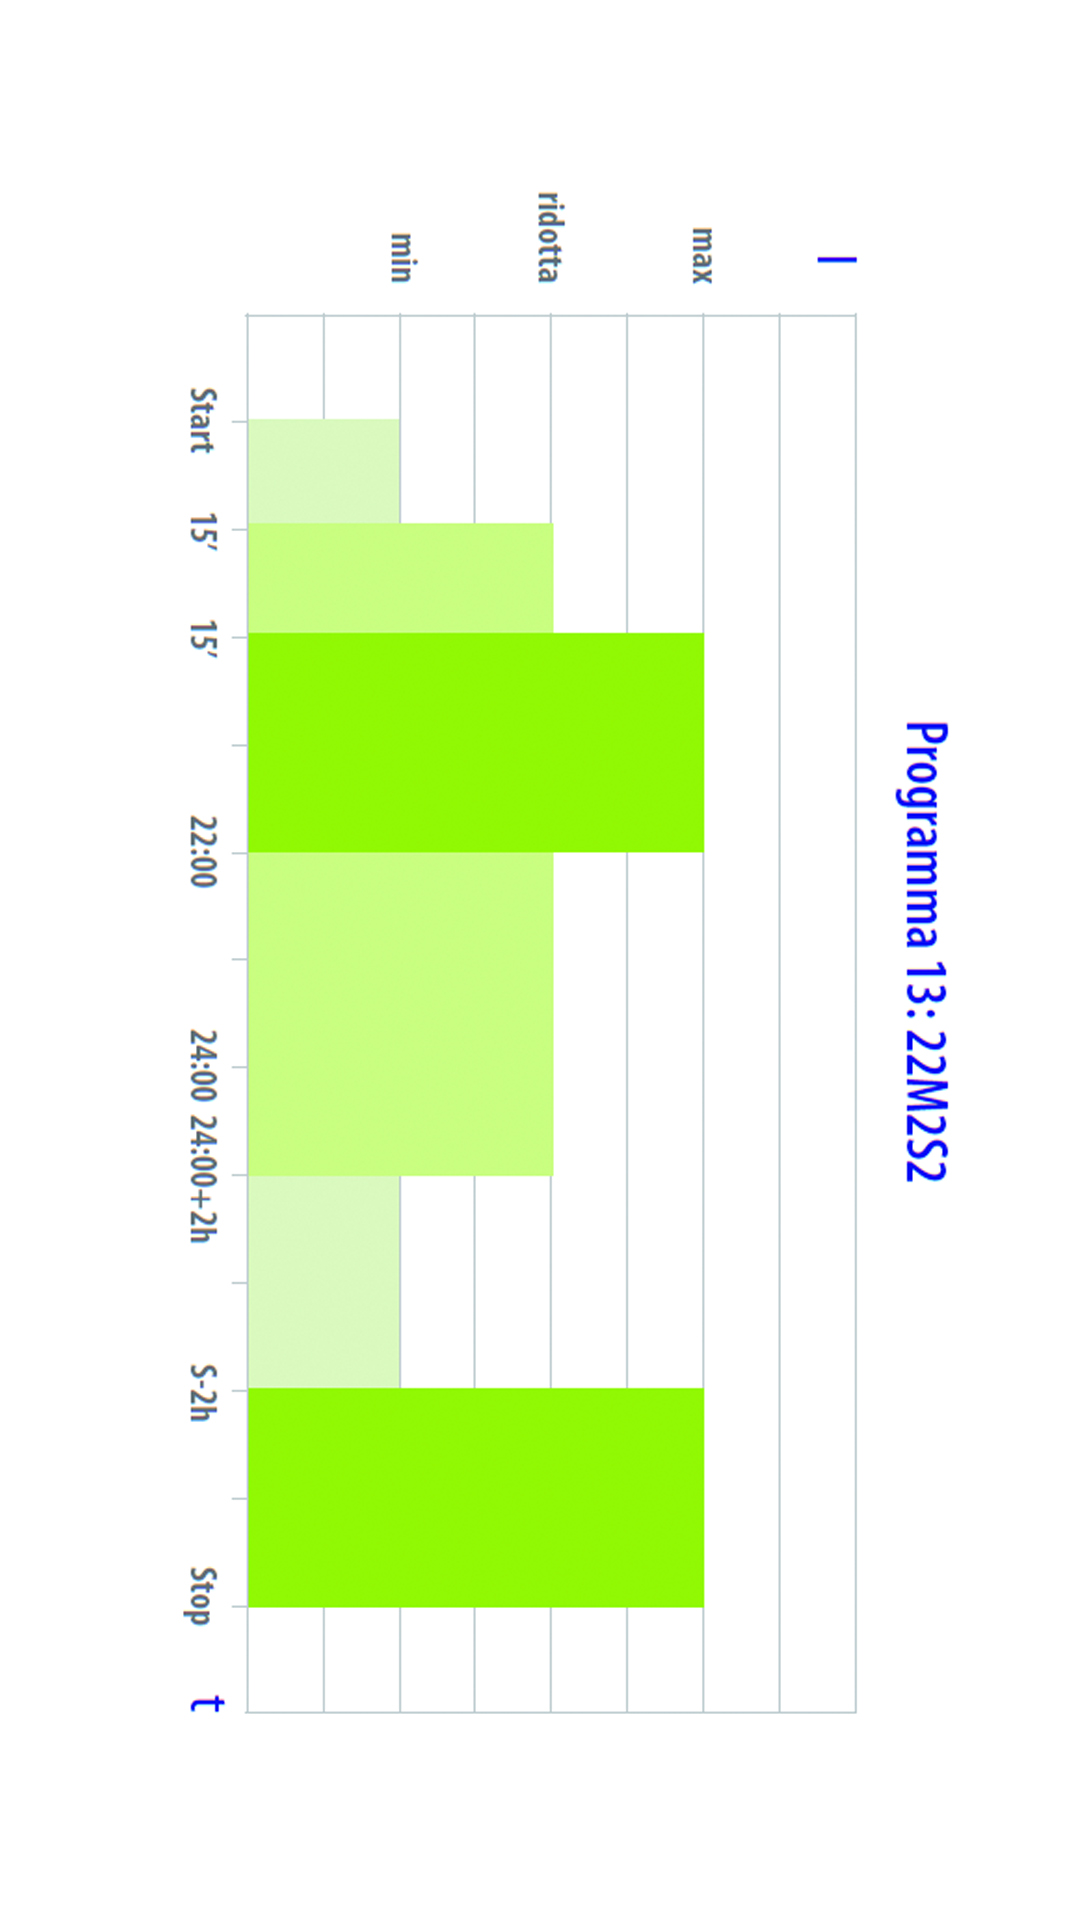 Programma 13: 22M2S2
I
max
ridotta
min
Start 15’ 15’ 22:00 24:00 24:00+2h S-2h Stop t